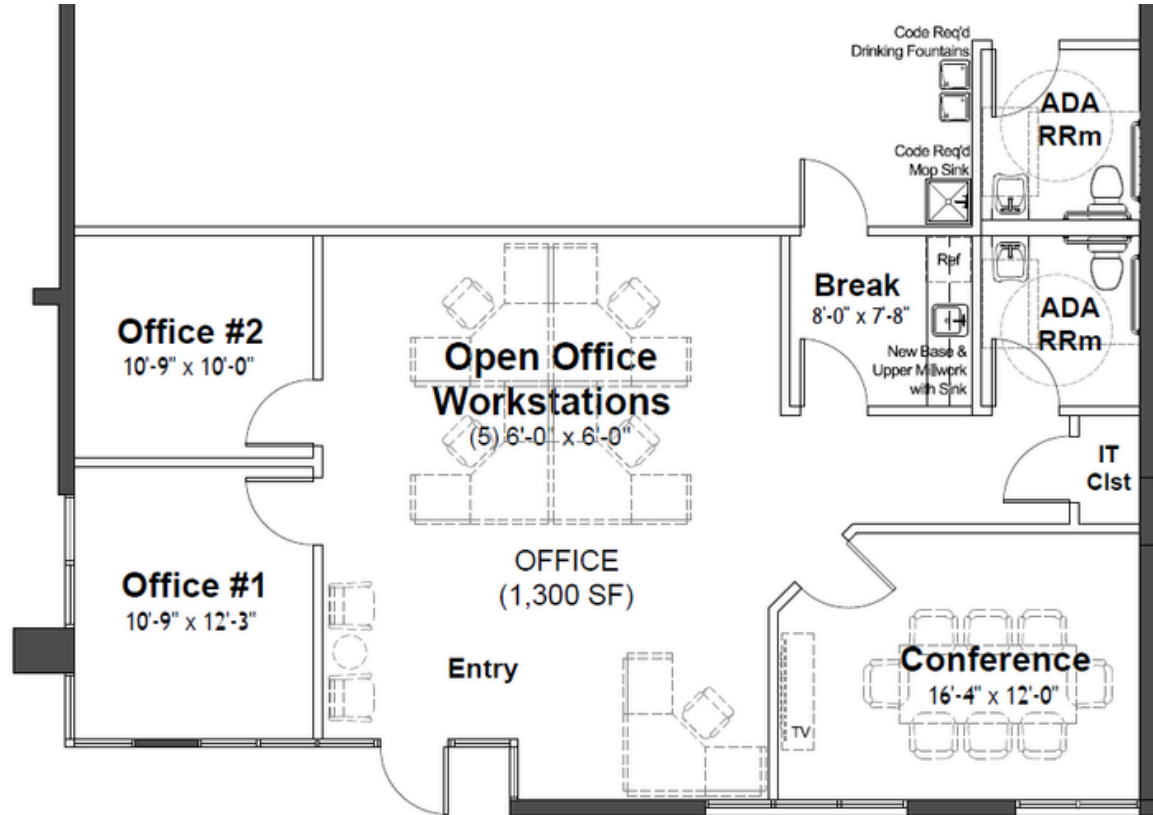 Code Req'd
Drinking Fountains
ADA
RRm
Code Req'd
Mop Sink
Office #2
10'-9" x 10'-0"
Open Office
Workstations
(5) 6'-0" x 6'-0"
Break
8'-0" x 7'-8"
Ref
New Base &
Upper Millwork
with Sink
ADA
RRm
IT
Clst
Office #1
10'-9" x 12'-3"
OFFICE
(1,300 SF)
Entry
Conference
16'-4" x 12'-0"
TV